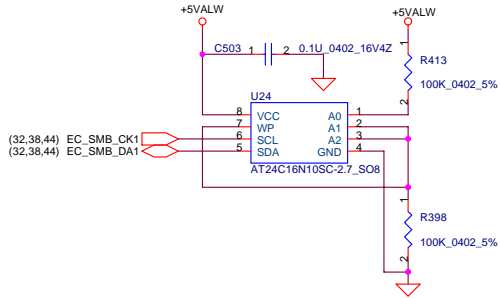 +5VALW +5VALW
C503 1 2 0.1U_0402_16V4Z
1
R413
100K_0402_5%
2
U24
8 VCC A0 1
7 WP A1 2
(32,38,44) EC_SMB_CK1 6 SCL A2 3
(32,38,44) EC_SMB_DA1 5 SDA GND 4
AT24C16N10SC-2.7_SO8
1
R398
100K_0402_5%
2